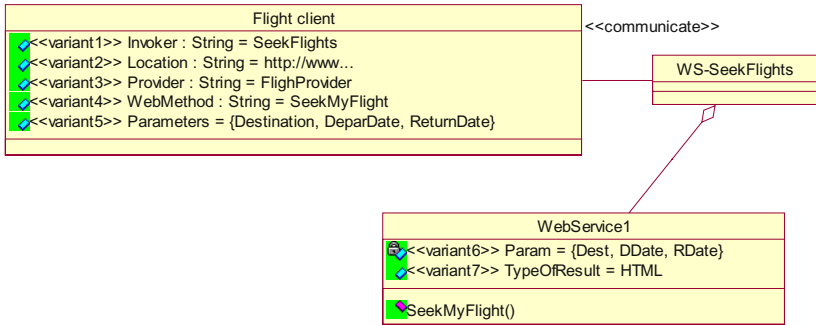 Flight client
<<variant1>> Invoker : String = SeekFlights
<<variant2>> Location : String = http://www...
<<variant3>> Provider : String = FlighProvider
<<variant4>> WebMethod : String = SeekMyFlight
<<variant5>> Parameters = {Destination, DeparDate, ReturnDate}
<<communicate>>
WS-SeekFlights
WebService1
<<variant6>> Param = {Dest, DDate, RDate}
<<variant7>> TypeOfResult = HTML
SeekMyFlight()